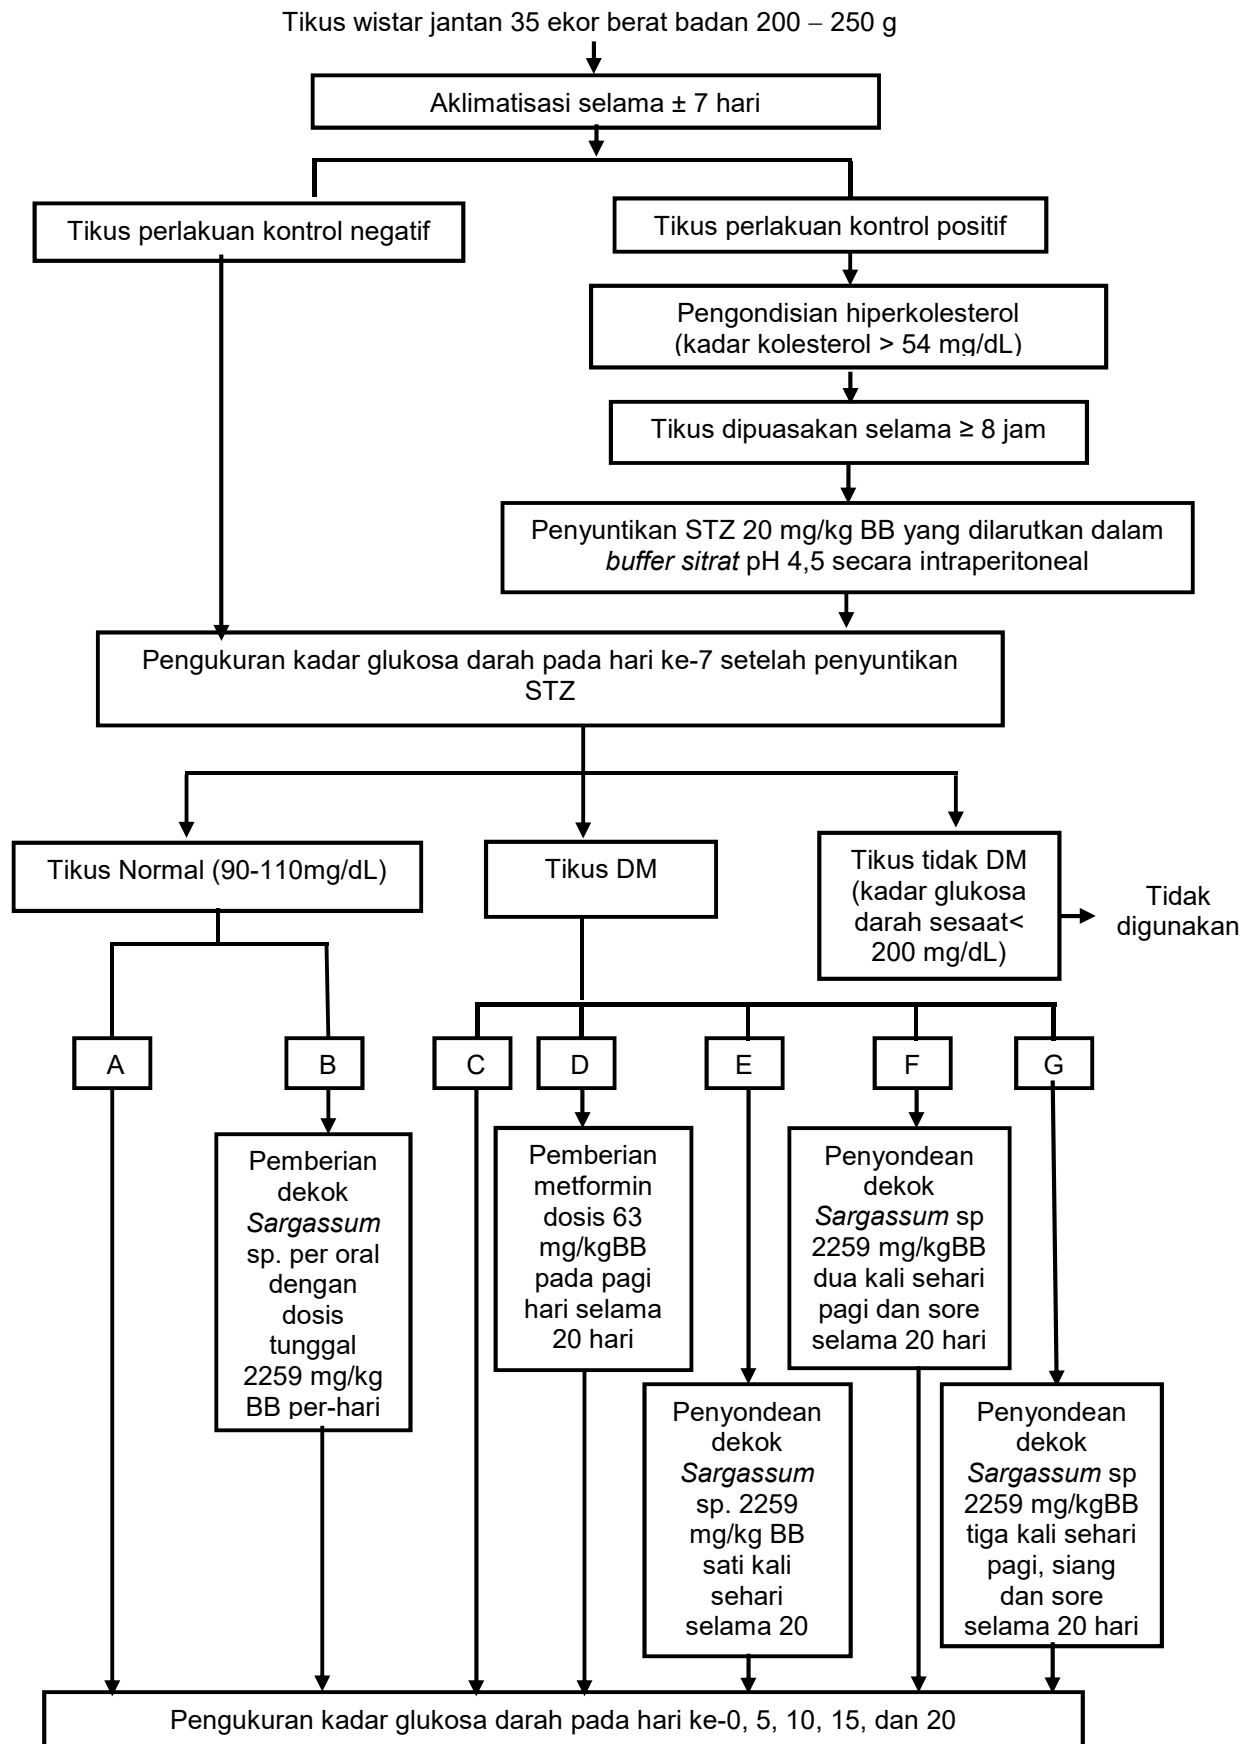 Tikus wistar jantan 35 ekor berat badan 200 – 250 g
Aklimatisasi selama ± 7 hari
Tikus perlakuan kontrol negatif
Tikus perlakuan kontrol positif
Pengondisian hiperkolesterol
(kadar kolesterol > 54 mg/dL)
Tikus dipuasakan selama ≥ 8 jam
Penyuntikan STZ 20 mg/kg BB yang dilarutkan dalam
buffer sitrat pH 4,5 secara intraperitoneal
Pengukuran kadar glukosa darah pada hari ke-7 setelah penyuntikan
STZ
Tikus Normal (90-110mg/dL)
Tikus DM
Tikus tidak DM
(kadar glukosa
darah sesaat<
200 mg/dL)
Tidak
digunakan
A
B
C
D
E
F
G
Pemberian
dekok
Sargassum
sp. per oral
dengan
dosis
tunggal
2259 mg/kg
BB per-hari
Pemberian
metformin
dosis 63
mg/kgBB
pada pagi
hari selama
20 hari
Penyondean
dekok
Sargassum
sp. 2259
mg/kg BB
sati kali
sehari
selama 20
Penyondean
dekok
Sargassum sp
2259 mg/kgBB
dua kali sehari
pagi dan sore
selama 20 hari
Penyondean
dekok
Sargassum sp
2259 mg/kgBB
tiga kali sehari
pagi, siang
dan sore
selama 20 hari
Pengukuran kadar glukosa darah pada hari ke-0, 5, 10, 15, dan 20